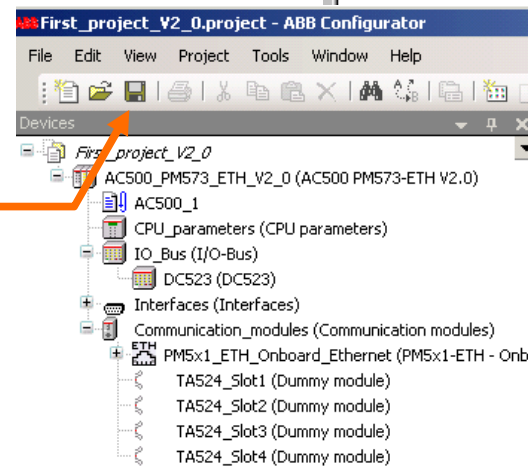 ABB First_project_V2_0.project - ABB Configurator
File Edit View Project Tools Window Help
Devices
First_project_V2_0
AC500_PM573_ETH_V2_0 (AC500 PM573-ETH V2.0)
AC500_1
CPU_parameters (CPU parameters)
IO_Bus (I/O-Bus)
DC523 (DC523)
Interfaces (Interfaces)
Communication_modules (Communication modules)
ETH PM5x1_ETH_Onboard_Ethernet (PM5x1-ETH - Onb
TA524_Slot1 (Dummy module)
TA524_Slot2 (Dummy module)
TA524_Slot3 (Dummy module)
TA524_Slot4 (Dummy module)